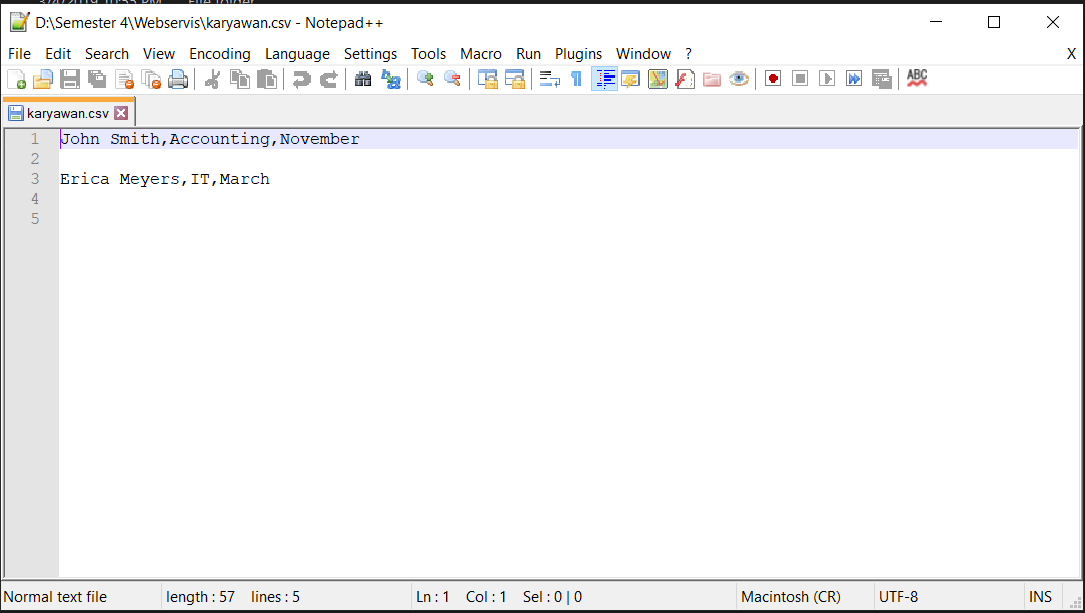 D:\Semester 4\Webservis\karyawan.csv - Notepad++
File Edit Search View Encoding Language Settings Tools Macro Run Plugins Window ? X
ABC
karyawan.csv
1 John Smith,Accounting,November
2
3 Erica Meyers,IT,March
4
5
Normal text file length : 57 lines : 5 Ln : 1 Col : 1 Sel : 0 | 0 Macintosh (CR) UTF-8 INS